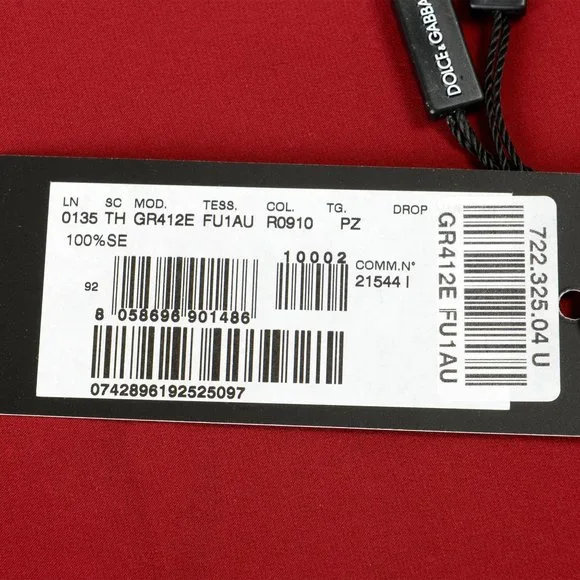 DOLCE & GABBA
LN SC MOD. TESS. COL. TG. DROP
0135 TH GR412E FU1AU R0910 PZ
100%SE
10002
COMM.N°
92
21544 I
8 058696 901486
0742896192525097
GR412E FU1AU
722.325.04 U